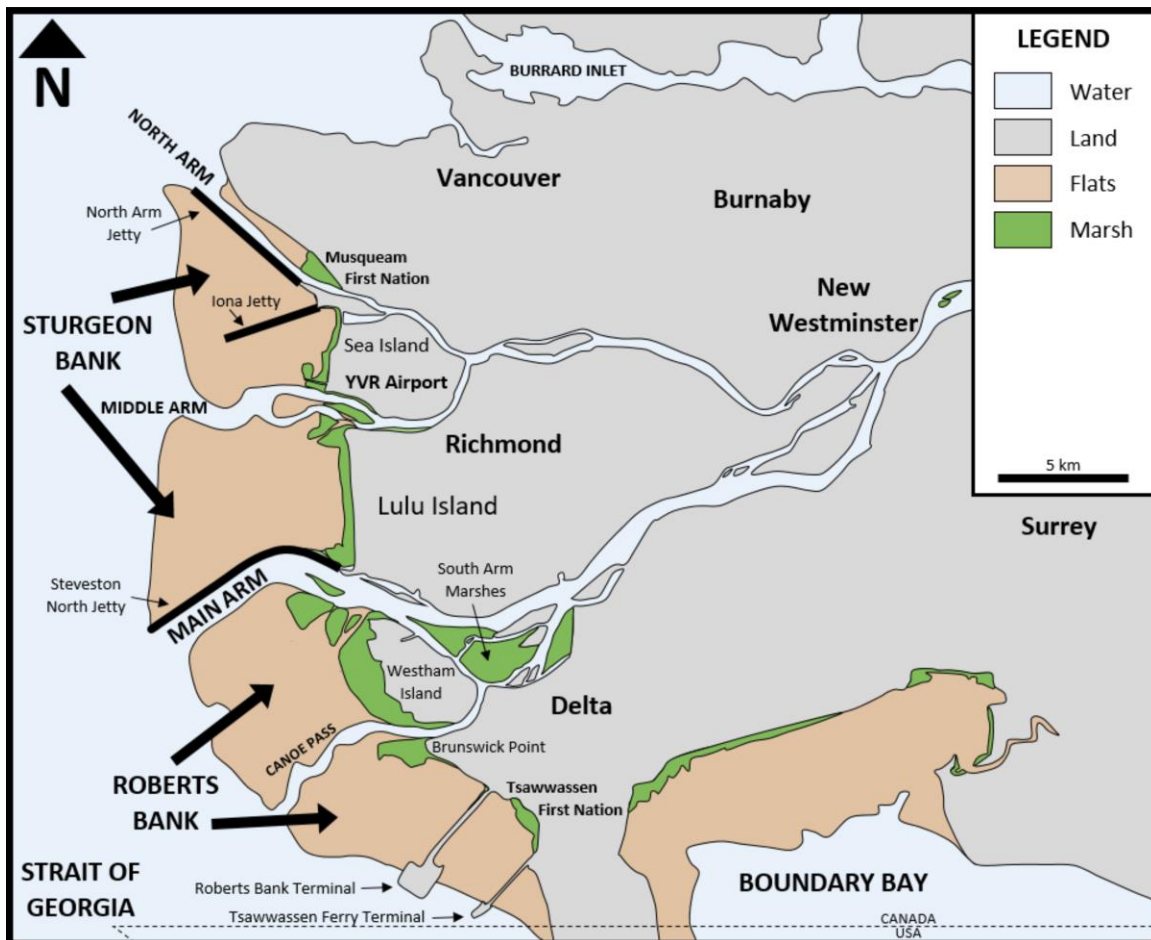 N
BURRARD INLET
LEGEND
Water
Land
Flats
Marsh
5 km
NORTH ARM
Vancouver
Burnaby
North Arm
Jetty
Musqueam
First Nation
Iona Jetty
New
Westminster
STURGEON
BANK
Sea Island
YVR Airport
MIDDLE ARM
Richmond
Lulu Island
Surrey
Steveston
North Jetty
MAIN ARM
South Arm
Marshes
Westham
Island
Delta
CANOE PASS
Brunswick Point
ROBERTS
BANK
Tsawwassen
First Nation
STRAIT OF
GEORGIA
Roberts Bank Terminal
Tsawwassen Ferry Terminal
BOUNDARY BAY
CANADA
USA